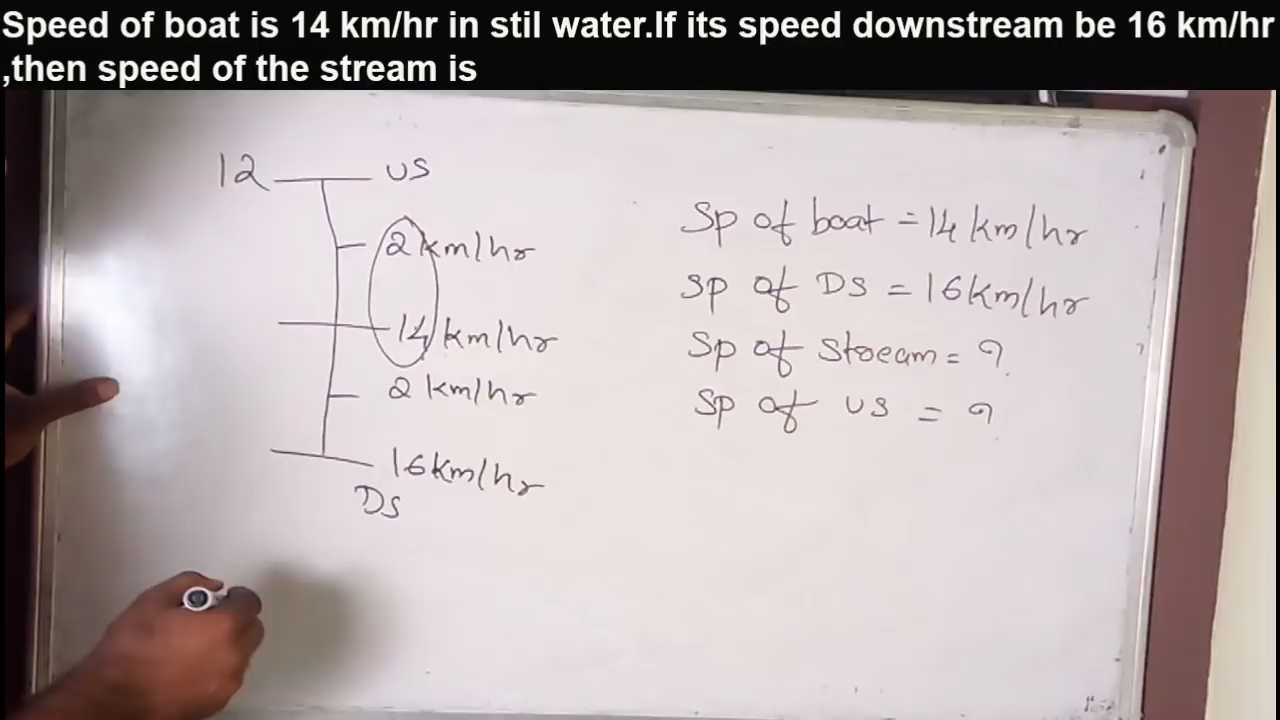 Speed of boat is 14 km/hr in stil water.If its speed downstream be 16 km/hr
,then speed of the stream is
12 US
2 km/hr
14 km/hr
2 km/hr
16 km/hr
DS
Sp of boat = 14 km/hr
Sp of DS = 16 km/hr
Sp of stream = ?
Sp of US = ?